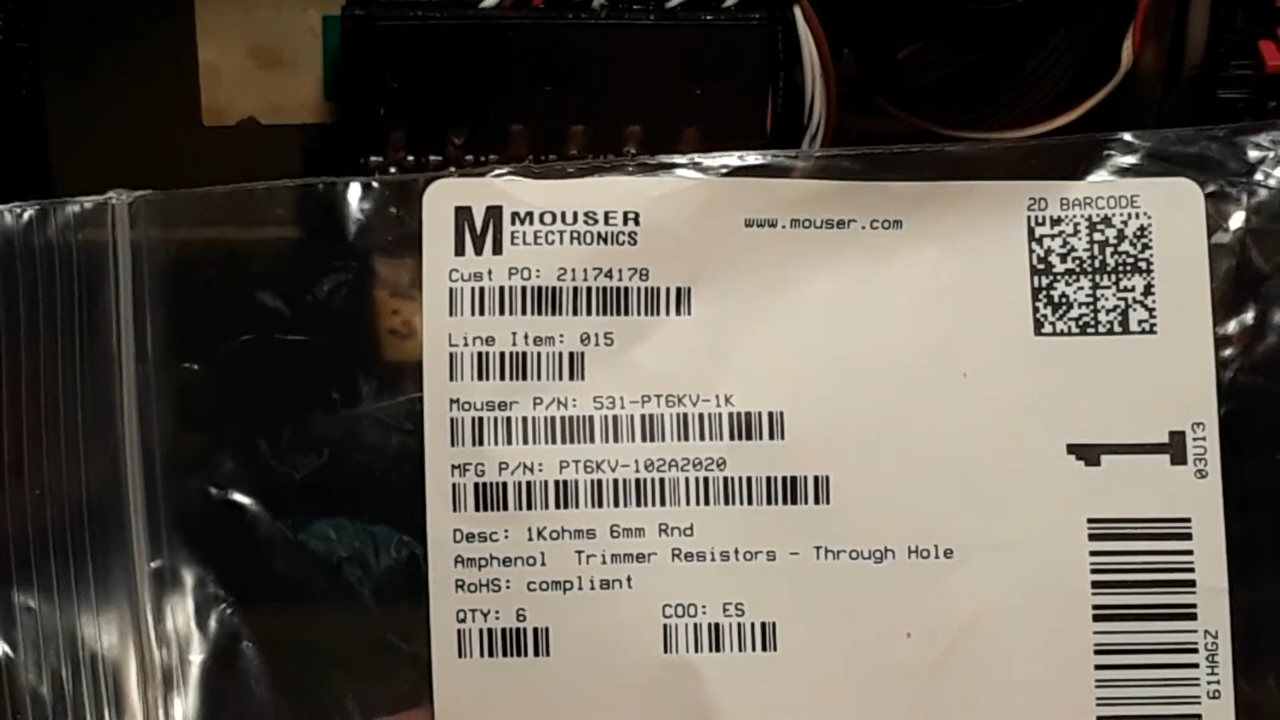 MOUSER
ELECTRONICS
www.mouser.com
2D BARCODE
Cust PO: 21174178
Line Item: 015
Mouser P/N: 531-PT6KV-1K
MFG P/N: PT6KV-102A2020
Desc: 1Kohms 6mm Rnd
Amphenol Trimmer Resistors - Through Hole
RoHS: compliant
QTY: 6
COO: ES
1
03U13
61HAGZ